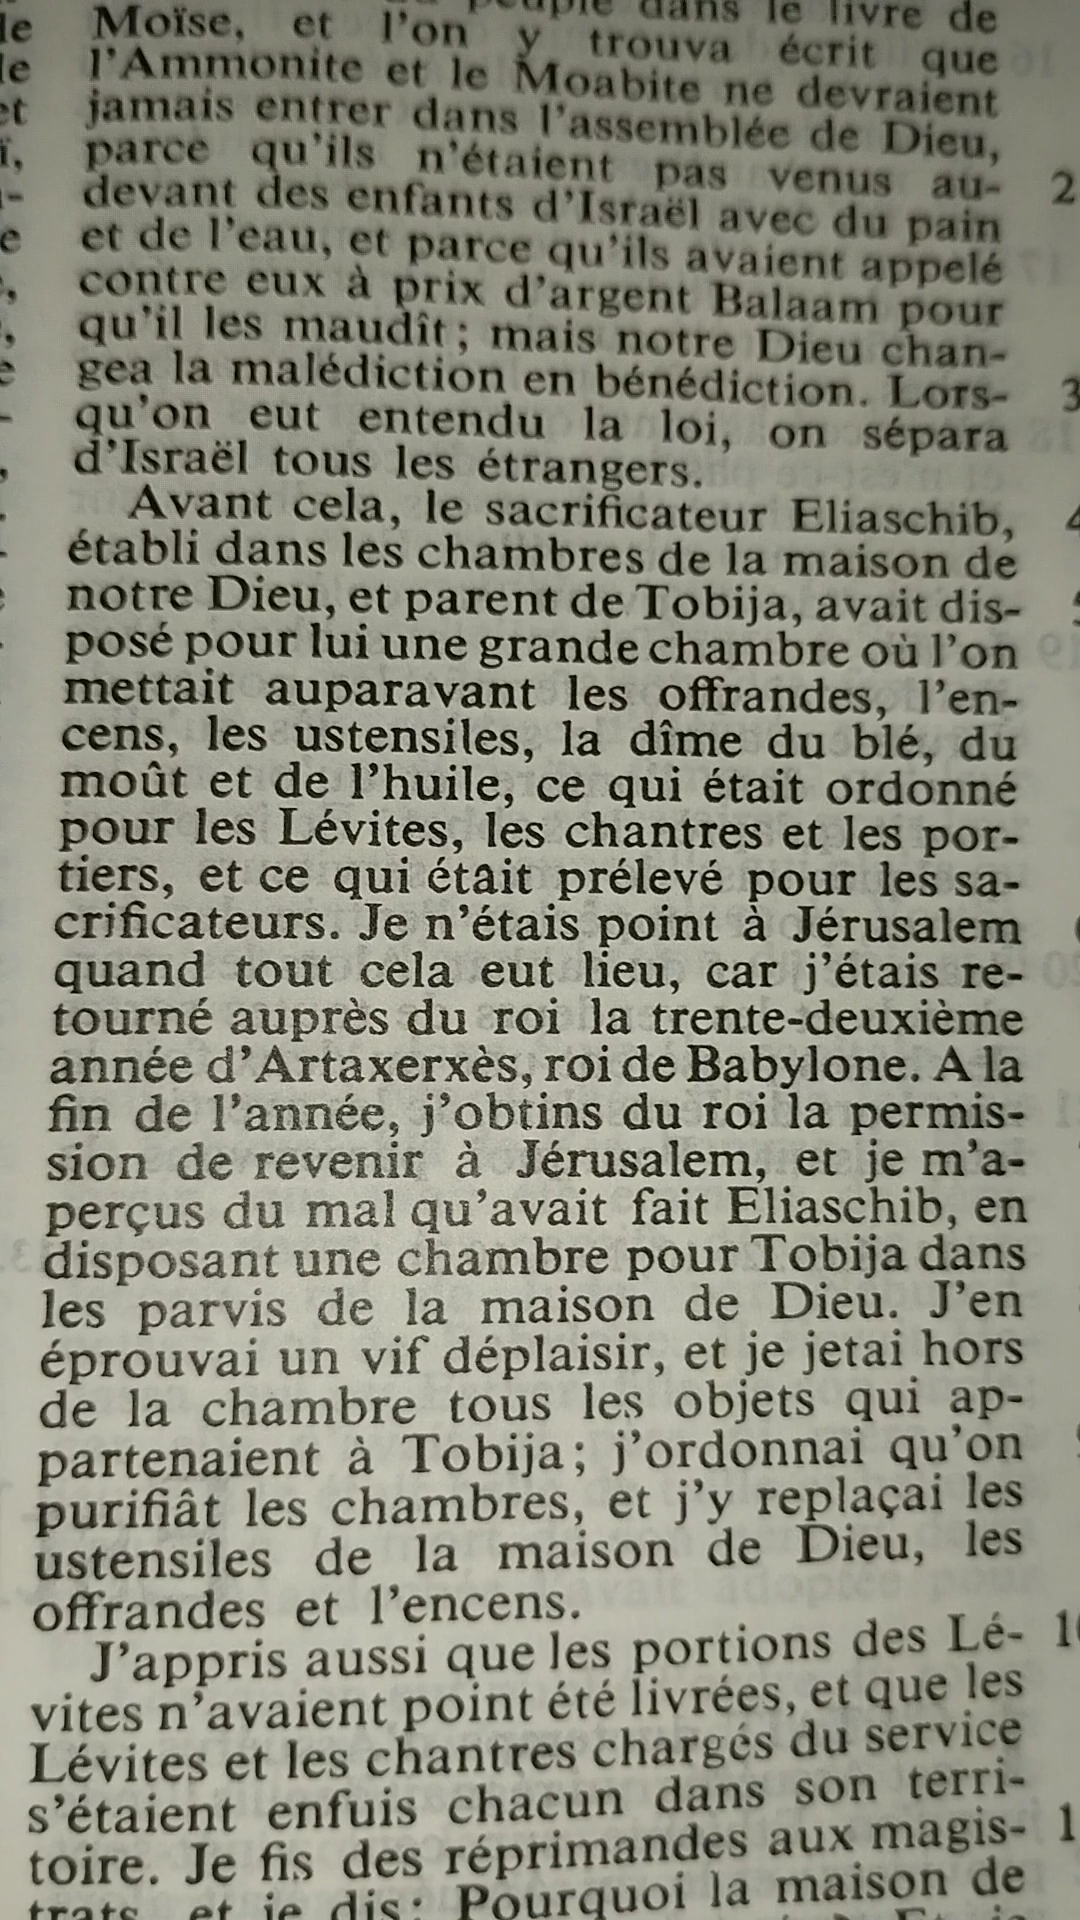 peuple dans le livre de
Moïse, et l'on y trouva écrit que
l'Ammonite et le Moabite ne devraient
jamais entrer dans l'assemblée de Dieu,
parce qu'ils n'étaient pas venus au-
devant des enfants d'Israël avec du pain
et de l'eau, et parce qu'ils avaient appelé
contre eux à prix d'argent Balaam pour
qu'il les maudît; mais notre Dieu chan-
gea la malédiction en bénédiction. Lors-
qu'on eut entendu la loi, on sépara
d'Israël tous les étrangers.
Avant cela, le sacrificateur Eliaschib,
établi dans les chambres de la maison de
notre Dieu, et parent de Tobija, avait dis-
posé pour lui une grande chambre où l'on
mettait auparavant les offrandes, l'en-
cens, les ustensiles, la dîme du blé, du
moût et de l'huile, ce qui était ordonné
pour les Lévites, les chantres et les por-
tiers, et ce qui était prélevé pour les sa-
crificateurs. Je n'étais point à Jérusalem
quand tout cela eut lieu, car j'étais re-
tourné auprès du roi la trente-deuxième
année d'Artaxerxès, roi de Babylone. A la
fin de l'année, j'obtins du roi la permis-
sion de revenir à Jérusalem, et je m'a-
perçus du mal qu'avait fait Eliaschib, en
disposant une chambre pour Tobija dans
les parvis de la maison de Dieu. J'en
éprouvai un vif déplaisir, et je jetai hors
de la chambre tous les objets qui ap-
partenaient à Tobija; j'ordonnai qu'on
purifiât les chambres, et j'y replaçai les
ustensiles de la maison de Dieu, les
offrandes et l'encens.
J'appris aussi que les portions des Lé-
vites n'avaient point été livrées, et que les
Lévites et les chantres chargés du service
s'étaient enfuis chacun dans son terri-
toire. Je fis des réprimandes aux magis-
trats, et je dis: Pourquoi la maison de